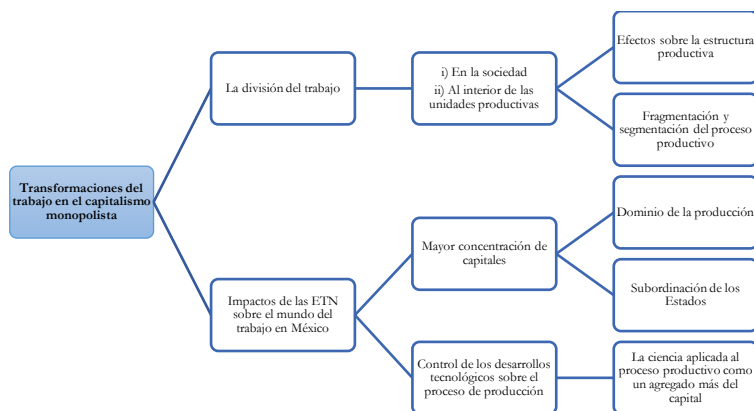 Transformaciones del
trabajo en el capitalismo
monopolista
La división del trabajo
i) En la sociedad
ii) Al interior de las
unidades productivas
Efectos sobre la estructura
productiva
Fragmentación y
segmentación del proceso
productivo
Impactos de las ETN
sobre el mundo del
trabajo en México
Mayor concentración de
capitales
Dominio de la producción
Subordinación de los
Estados
Control de los desarrollos
tecnológicos sobre el
proceso de producción
La ciencia aplicada al
proceso productivo como
un agregado más del
capital